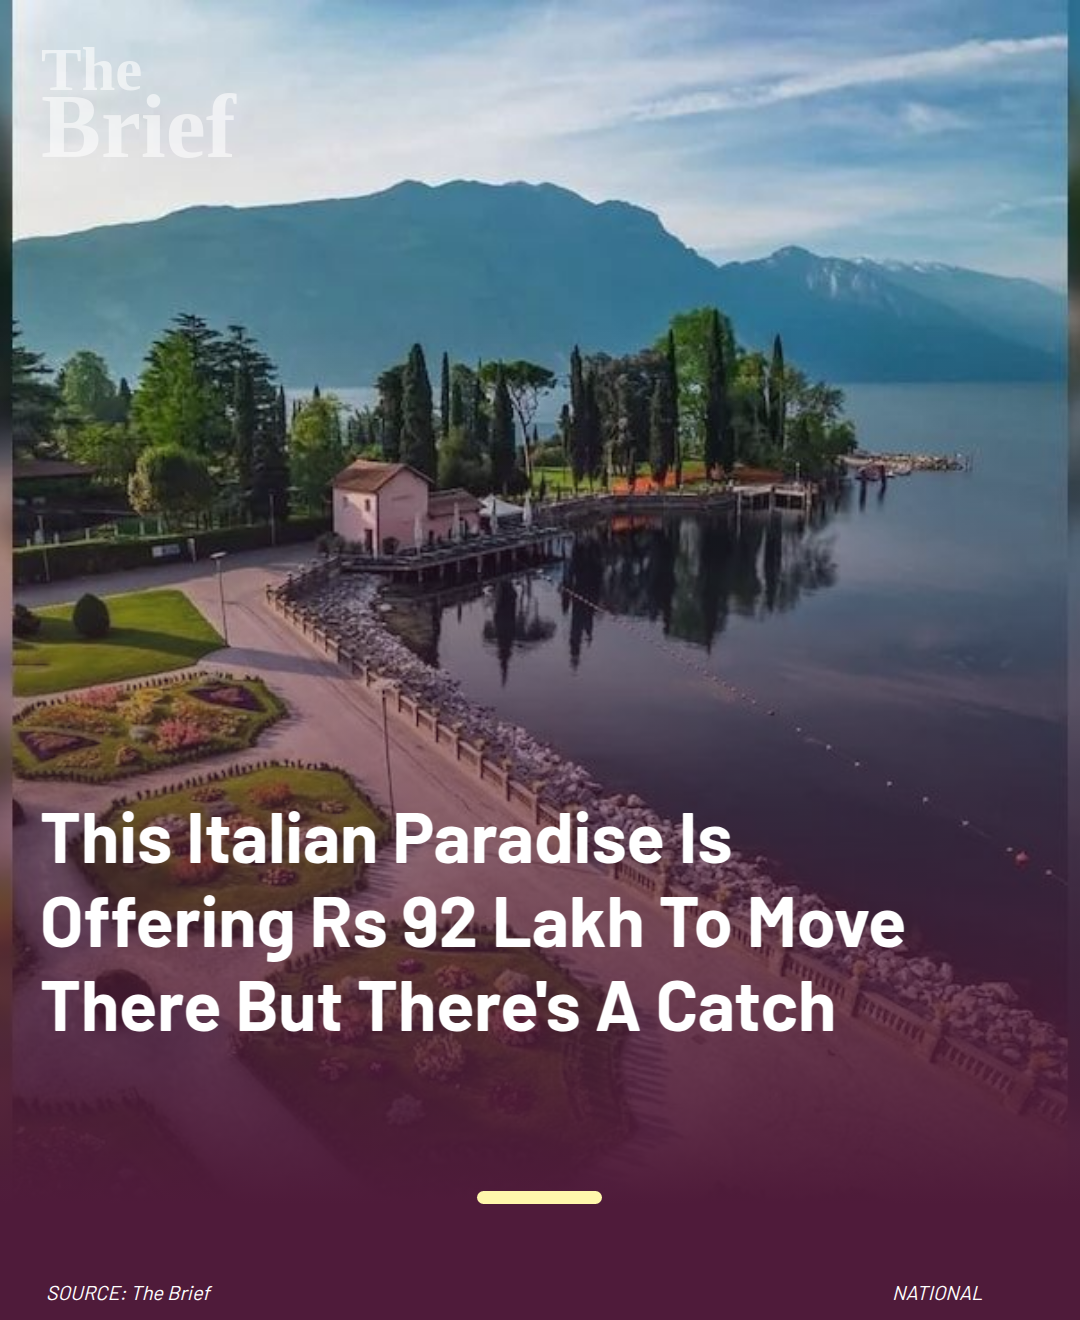 The
Brief
This Italian Paradise Is
Offering Rs 92 Lakh To Move
There But There's A Catch
SOURCE: The Brief
NATIONAL